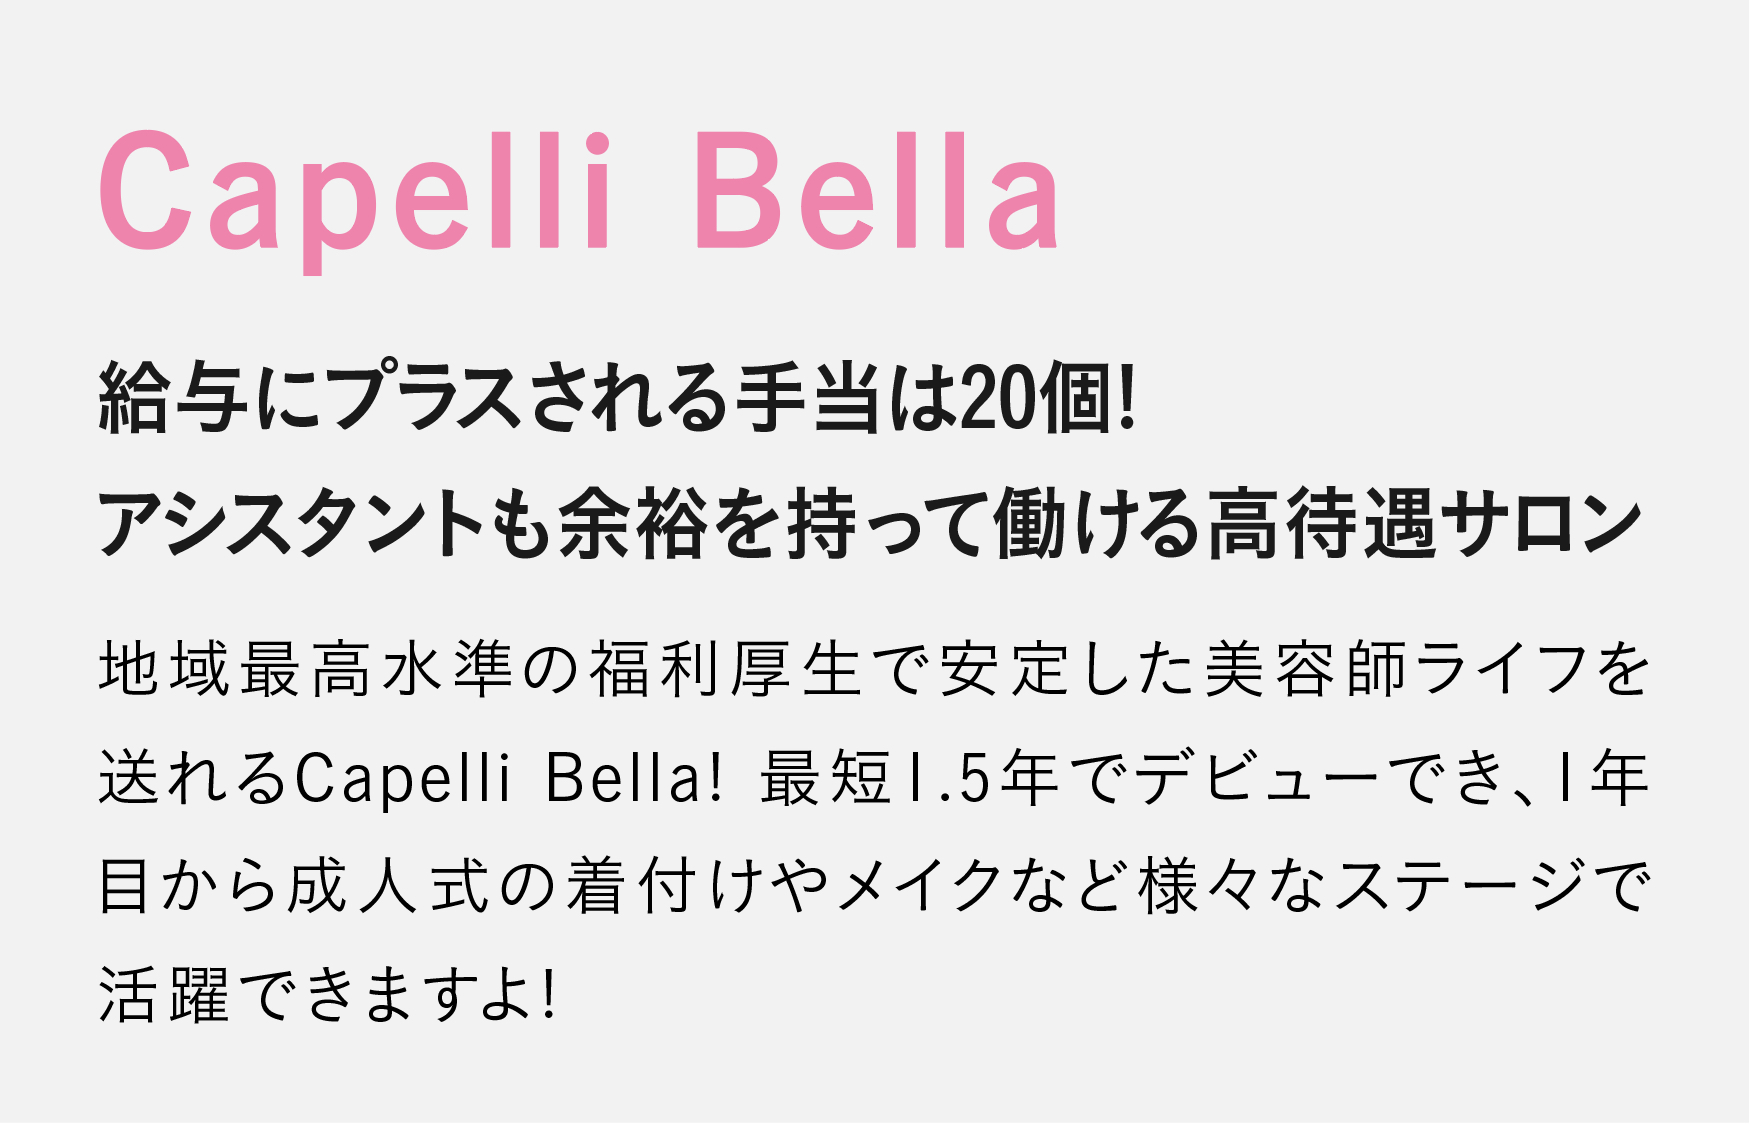 Capelli Bella
給与にプラスされる手当は20個!
アシスタントも余裕を持って働ける高待遇サロン
地域最高水準の福利厚生で安定した美容師ライフを
送れるCapelli Bella! 最短1.5年でデビューでき、1年
目から成人式の着付けやメイクなど様々なステージで
活躍できますよ!